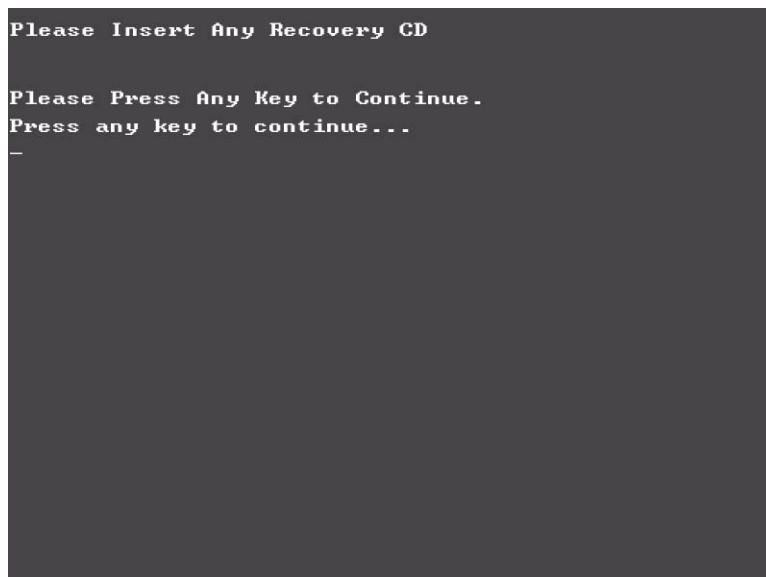 Please Insert Any Recovery CD
Please Press Any Key to Continue.
Press any key to continue...
_